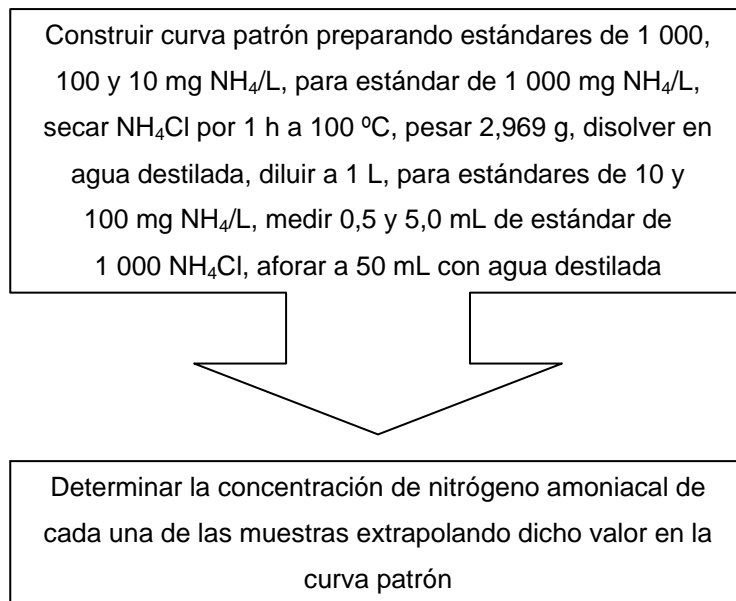 Construir curva patrón preparando estándares de 1 000,
100 y 10 mg NH₄/L, para estándar de 1 000 mg NH₄/L,
secar NH₄Cl por 1 h a 100 ºC, pesar 2,969 g, disolver en
agua destilada, diluir a 1 L, para estándares de 10 y
100 mg NH₄/L, medir 0,5 y 5,0 mL de estándar de
1 000 NH₄Cl, aforar a 50 mL con agua destilada
Determinar la concentración de nitrógeno amoniacal de
cada una de las muestras extrapolando dicho valor en la
curva patrón